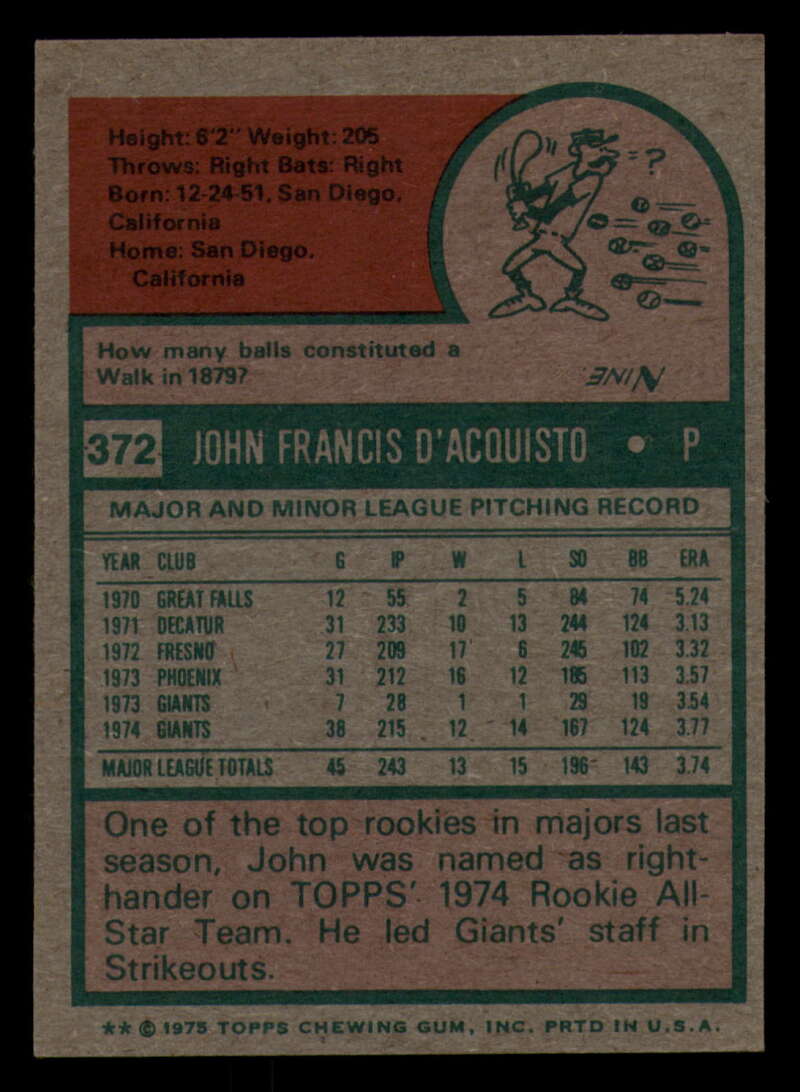 Height: 6'2" Weight: 205
Throws: Right Bats: Right
Born: 12-24-51, San Diego,
California
Home: San Diego,
California
= ?
How many balls constituted a
Walk in 1879?
NINE.
372 JOHN FRANCIS D'ACQUISTO • P
MAJOR AND MINOR LEAGUE PITCHING RECORD
YEAR CLUB G IP W L SO BB ERA
1970 GREAT FALLS 12 55 2 5 84 74 5.24
1971 DECATUR 31 233 10 13 244 124 3.13
1972 FRESNO 27 209 17 6 245 102 3.32
1973 PHOENIX 31 212 16 12 185 113 3.57
1973 GIANTS 7 28 1 1 29 19 3.54
1974 GIANTS 38 215 12 14 167 124 3.77
MAJOR LEAGUE TOTALS 45 243 13 15 196 143 3.74
One of the top rookies in majors last
season, John was named as right-
hander on TOPPS' 1974 Rookie All-
Star Team. He led Giants' staff in
Strikeouts.
** © 1975 TOPPS CHEWING GUM, INC. PRTD IN U.S.A.